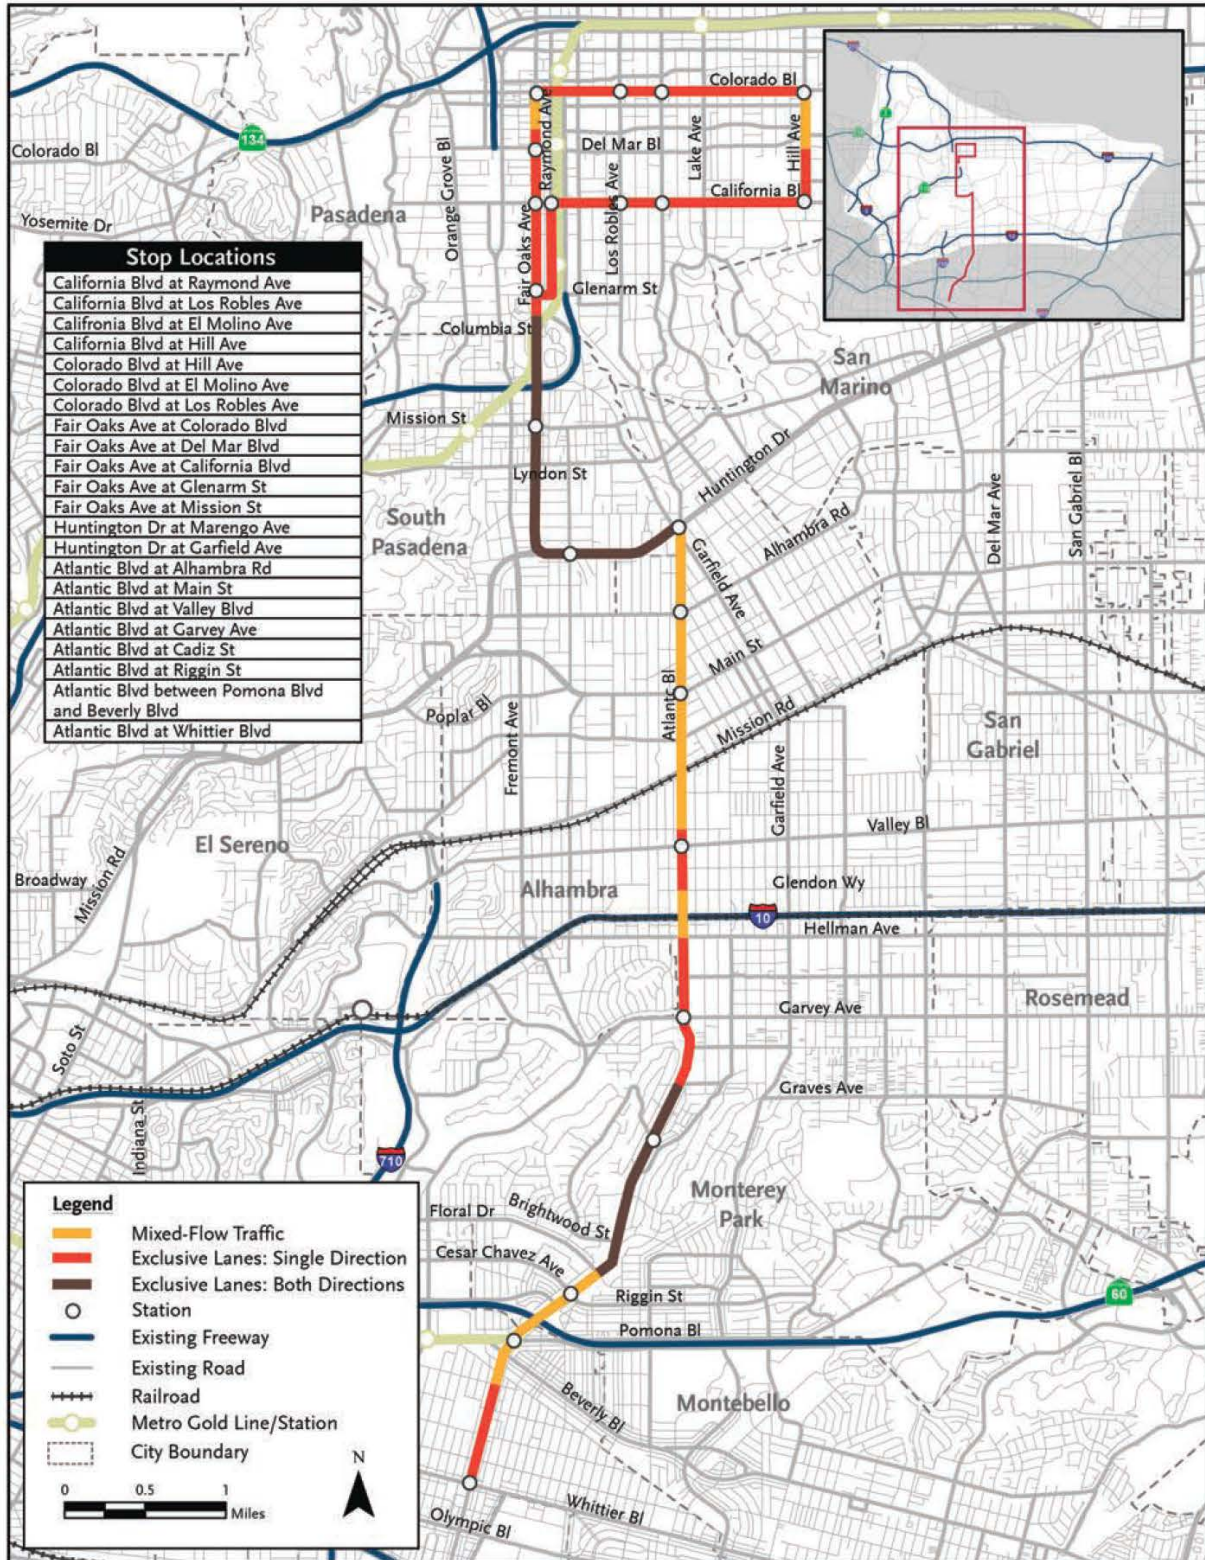 Colorado Bl
134
Colorado Bl
Yosemite Dr
Pasadena
Orange Grove Bl
Fair Oaks Ave
Raymond Ave
Del Mar Bl
Los Robles Ave
Lake Ave
Hill Ave
California Bl
Glenarm St
Columbia St
Stop Locations
California Blvd at Raymond Ave
California Blvd at Los Robles Ave
Califronia Blvd at El Molino Ave
California Blvd at Hill Ave
Colorado Blvd at Hill Ave
Colorado Blvd at El Molino Ave
Colorado Blvd at Los Robles Ave
Fair Oaks Ave at Colorado Blvd
Fair Oaks Ave at Del Mar Blvd
Fair Oaks Ave at California Blvd
Fair Oaks Ave at Glenarm St
Fair Oaks Ave at Mission St
Huntington Dr at Marengo Ave
Huntington Dr at Garfield Ave
Atlantic Blvd at Alhambra Rd
Atlantic Blvd at Main St
Atlantic Blvd at Valley Blvd
Atlantic Blvd at Garvey Ave
Atlantic Blvd at Cadiz St
Atlantic Blvd at Riggin St
Atlantic Blvd between Pomona Blvd
and Beverly Blvd
Atlantic Blvd at Whittier Blvd
San
Marino
Mission St
Lyndon St
Huntington Dr
South
Pasadena
Alhambra Rd
Garfield Ave
Del Mar Ave
San Gabriel Bl
Main St
Atlantc Bl
Mission Rd
Poplar Bl
Fremont Ave
San
Gabriel
Garfield Ave
Valley Bl
El Sereno
Mission Rd
Broadway
Alhambra
Glendon Wy
10
Hellman Ave
Rosemead
Garvey Ave
Soto St
Graves Ave
Indiana St
710
Monterey
Park
Floral Dr
Brightwood St
Cesar Chavez Ave
Riggin St
60
Pomona Bl
Beverly Bl
Montebello
Whittier Bl
Olympic Bl
Legend
Mixed-Flow Traffic
Exclusive Lanes: Single Direction
Exclusive Lanes: Both Directions
Station
Existing Freeway
Existing Road
Railroad
Metro Gold Line/Station
City Boundary
N
0 0.5 1
Miles